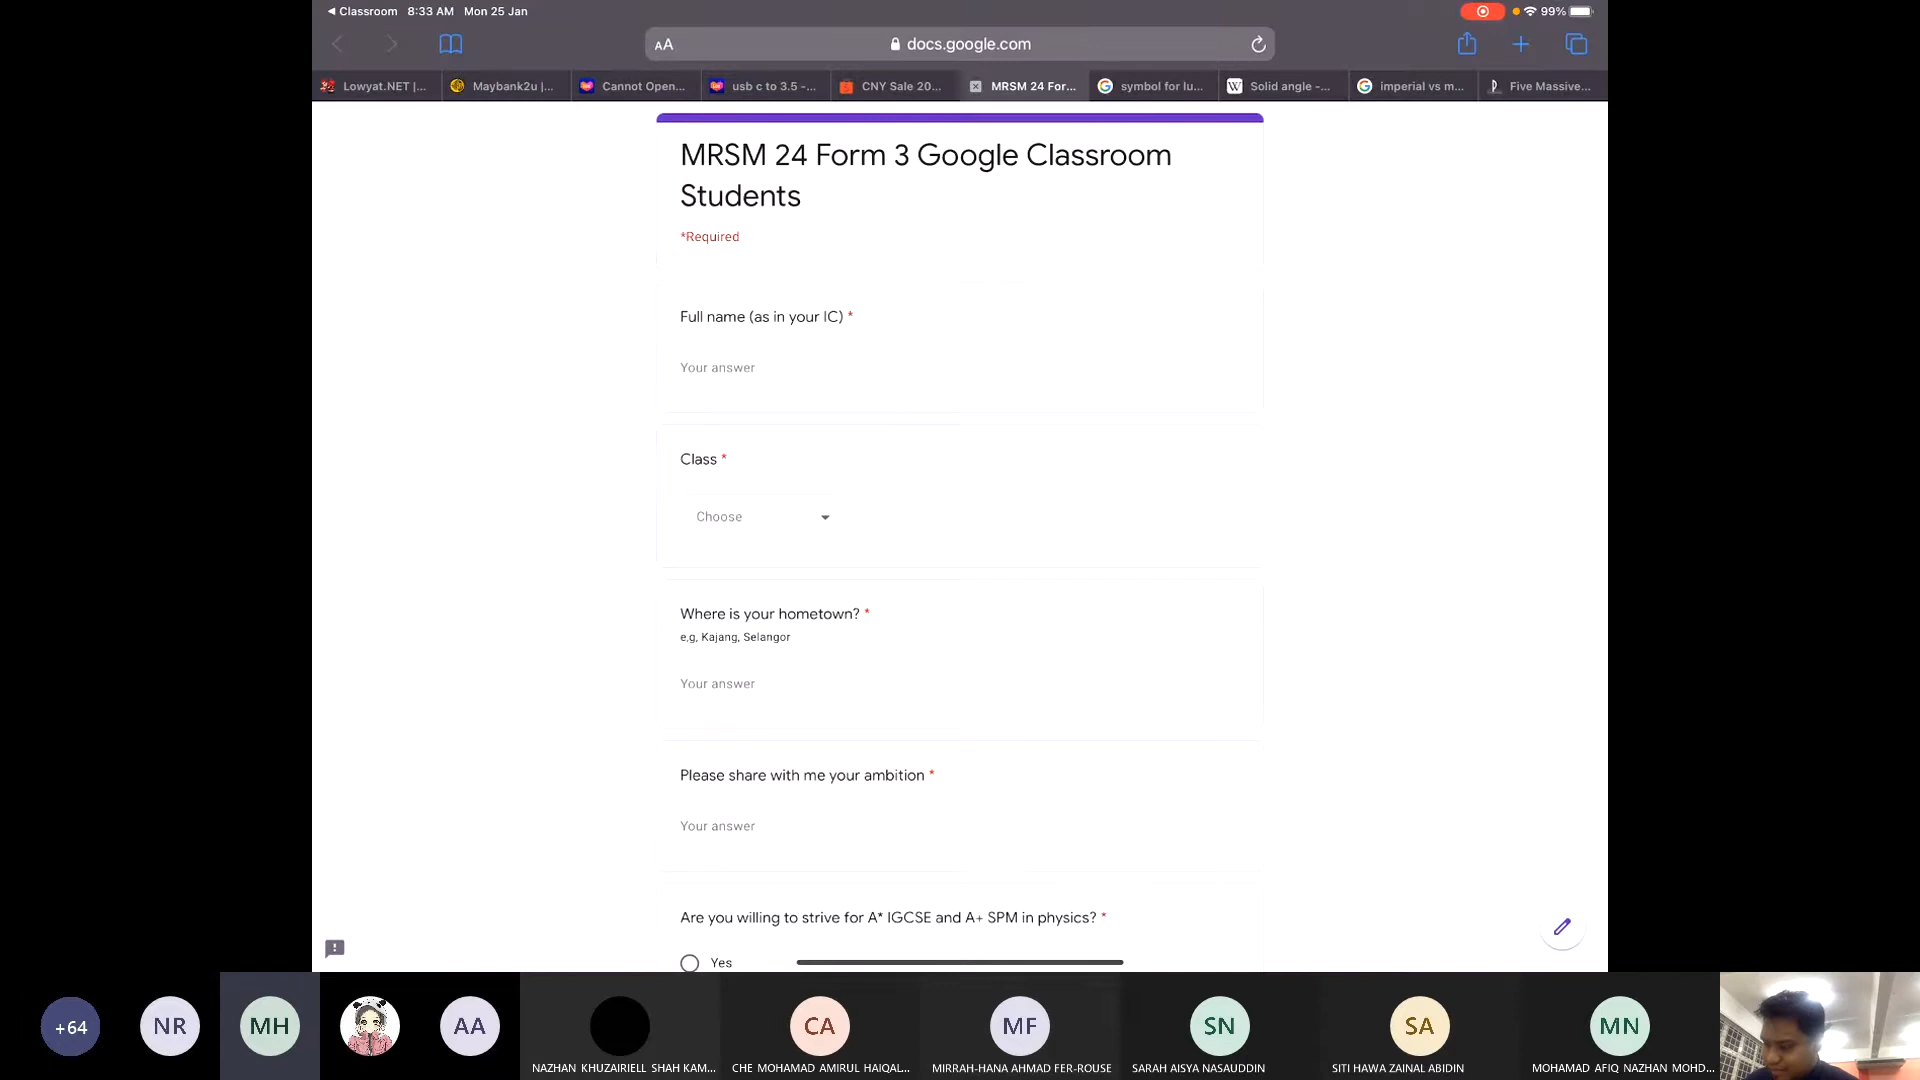 Classroom 8:33 AM Mon 25 Jan
99%
AA
docs.google.com
Lowyat.NET |...
Maybank2u |...
Cannot Open...
usb c to 3.5 -...
CNY Sale 20...
MRSM 24 For...
symbol for lu...
Solid angle -...
imperial vs m...
Five Massive...
MRSM 24 Form 3 Google Classroom
Students
*Required
Full name (as in your IC) *
Your answer
Class *
Choose
Where is your hometown? *
e,g, Kajang, Selangor
Your answer
Please share with me your ambition *
Your answer
Are you willing to strive for A* IGCSE and A+ SPM in physics? *
Yes
+64
NR
MH
AA
CA
MF
SN
SA
MN
NAZHAN KHUZAIRIELL SHAH KAM...
CHE MOHAMAD AMIRUL HAIQAL...
MIRRAH-HANA AHMAD FER-ROUSE
SARAH AISYA NASAUDDIN
SITI HAWA ZAINAL ABIDIN
MOHAMAD AFIQ NAZHAN MOHD...